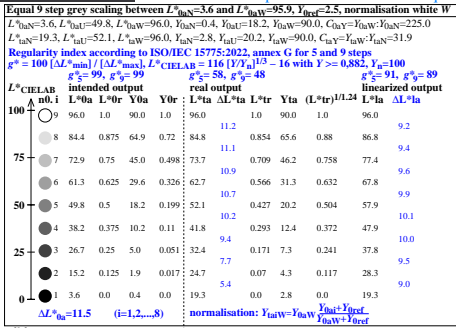 Equal 9 step grey scaling between L*0aN=3.6 and L*0aW=95.9, Y0ref=2.5, normalisation white W
L*0aN=3.6, L*0aU=49.8, L*0aW=96.0, Y0aN=0.4, Y0aU=18.2, Y0aW=90.0, C0aY=Y0aW:Y0aN=225.0
L*taN=19.3, L*taU=52.1, L*taW=96.0, YtaN=2.8, YtaU=20.2, YtaW=90.0, CtaY=YtaW:YtaN=31.9
Regularity index according to ISO/IEC 15775:2022, annex G for 5 and 9 steps
g* = 100 [ΔL*min] / [ΔL*max], L*CIELAB = 116 [Y/Yn]1/3 - 16 with Y >= 0,882, Yn=100
g*5= 99, g*9= 99 g*5= 58, g*9= 48 g*5= 91, g*9= 89
L*CIELAB intended output real output linearized output
n0. i L*0a L*0r Y0a Y0r L*ta ΔL*ta L*tr Yta (L*tr)1/1.24 L*la ΔL*la
100
9 96.0 1.0 90.0 1.0 96.0 1.0 90.0 1.0 96.0
11.2 9.2
8 84.4 0.875 64.9 0.72 84.8 0.854 65.6 0.88 86.8
11.1 9.4
75
7 72.9 0.75 45.0 0.498 73.7 0.709 46.2 0.758 77.4
10.9 9.6
6 61.3 0.625 29.6 0.326 62.7 0.566 31.3 0.632 67.8
10.7 9.9
50
5 49.8 0.5 18.2 0.199 52.1 0.427 20.2 0.504 57.9
10.2 10.1
4 38.2 0.375 10.2 0.11 41.8 0.293 12.4 0.372 47.9
9.4 10.0
25
3 26.7 0.25 5.0 0.051 32.4 0.171 7.3 0.241 37.8
7.7 9.5
2 15.2 0.125 1.9 0.017 24.7 0.07 4.3 0.117 28.3
5.4 9.0
0
1 3.6 0.0 0.4 0.0 19.3 0.0 2.8 0.0 19.3
ΔL*0a=11.5 (i=1,2,...,8) normalisation: YtaiW=Y0aW Y0ai+Y0ref / Y0aW+Y0ref